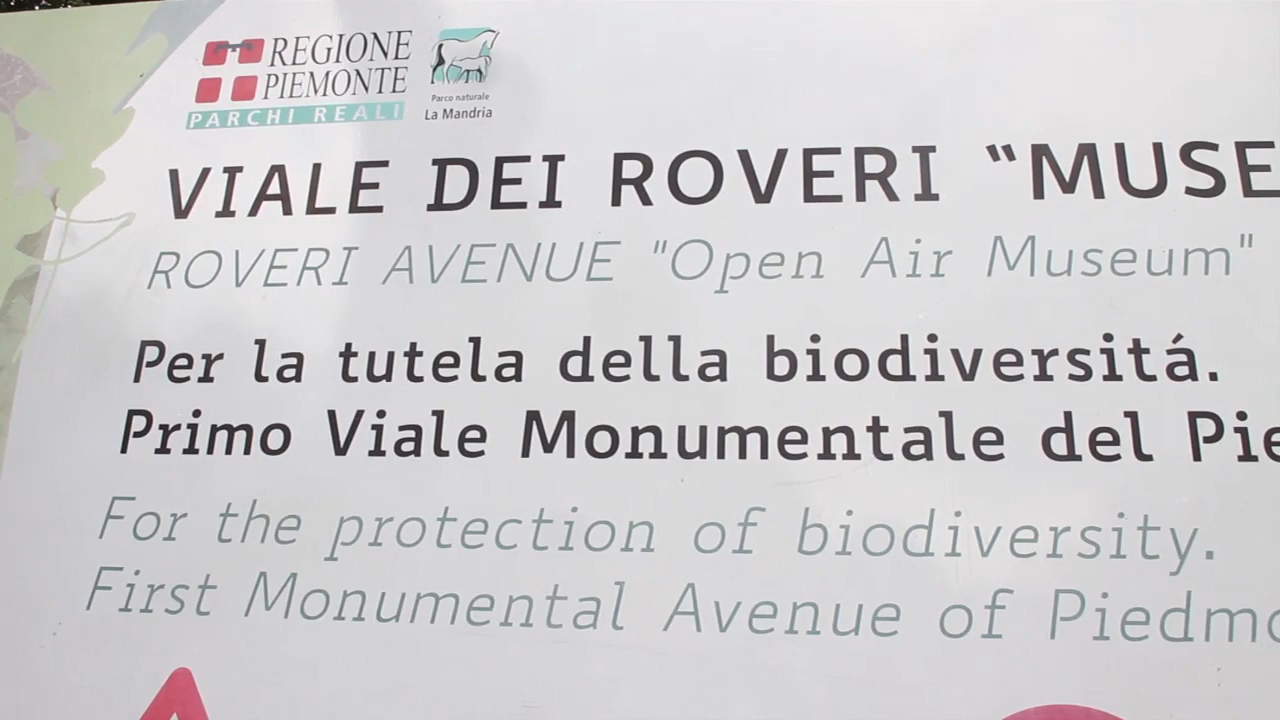 REGIONE
PIEMONTE
PARCHI REALI
Parco naturale
La Mandria
VIALE DEI ROVERI “MUSE
ROVERI AVENUE "Open Air Museum"
Per la tutela della biodiversitá.
Primo Viale Monumentale del Pie
For the protection of biodiversity.
First Monumental Avenue of Piedmo